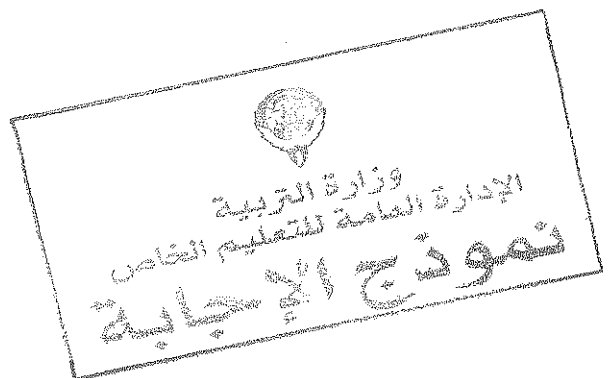 وزارة التربية
الإدارة العامة للتعليم الخاص
نموذج الإجابة